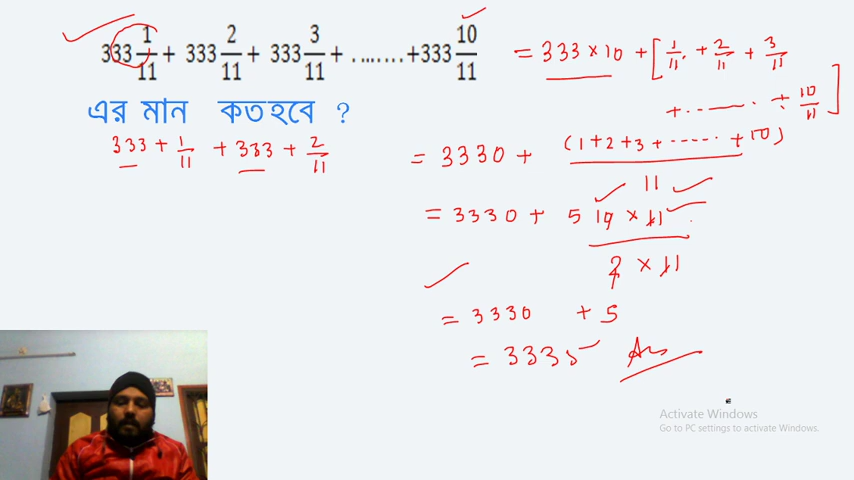 333 1/11 + 333 2/11 + 333 3/11 + ....... +333 10/11
এর মান কত হবে ?
333 + 1/11 + 333 + 2/11
= 333 × 10 + [ 1/11 + 2/11 + 3/11
+ ....... + 10/11 ]
= 3330 + (1+2+3+ ...... + 10) / 11
= 3330 + 5 10 × 11 / 2 × 11
= 3330 + 5
= 3335 Ans
Activate Windows
Go to PC settings to activate Windows.